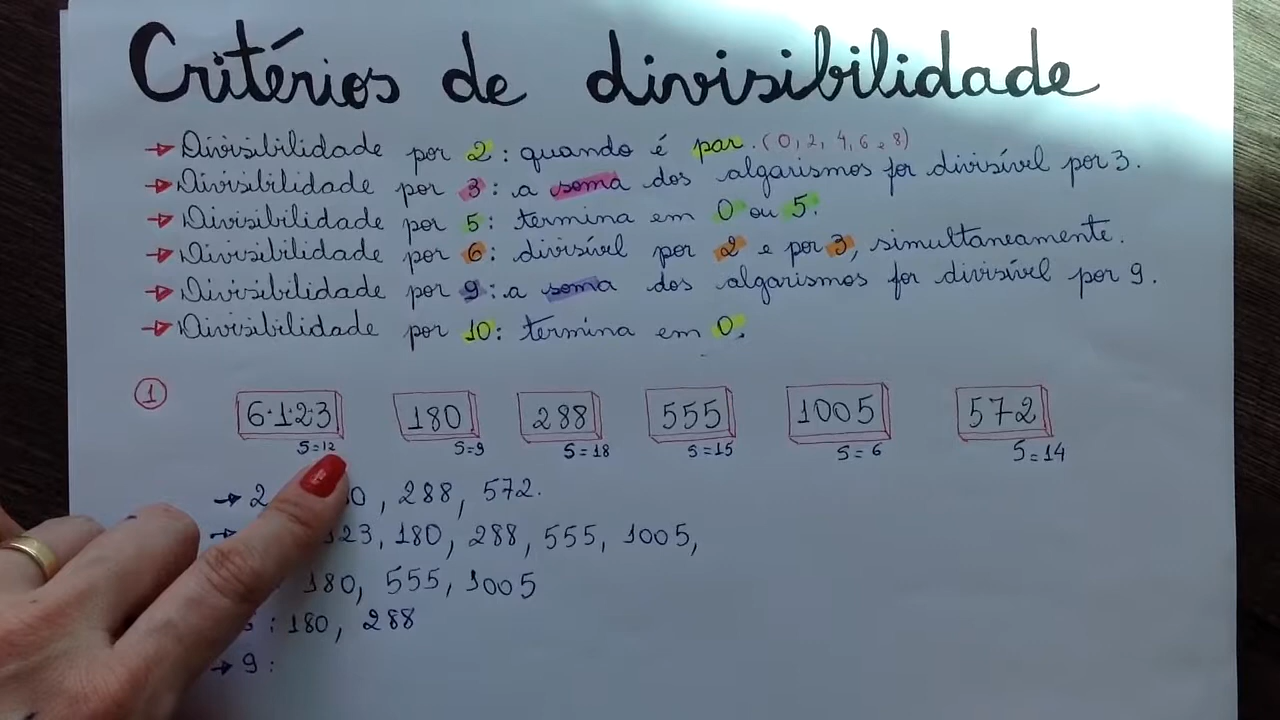 Critérios de divisibilidade
→ Divisibilidade por 2: quando é par. (0, 2, 4, 6 e 8)
→ Divisibilidade por 3: a soma dos algarismos for divisível por 3.
→ Divisibilidade por 5: termina em 0 ou 5.
→ Divisibilidade por 6: divisível por 2 e por 3, simultaneamente.
→ Divisibilidade por 9: a soma dos algarismos for divisível por 9.
→ Divisibilidade por 10: termina em 0.
1 6·1·2·3 180 288 555 1005 572
S=12 S=9 S=18 S=15 S=6 S=14
→ 2 0, 288, 572.
→ 123, 180, 288, 555, 1005,
180, 555, 1005
: 180, 288
→ 9: